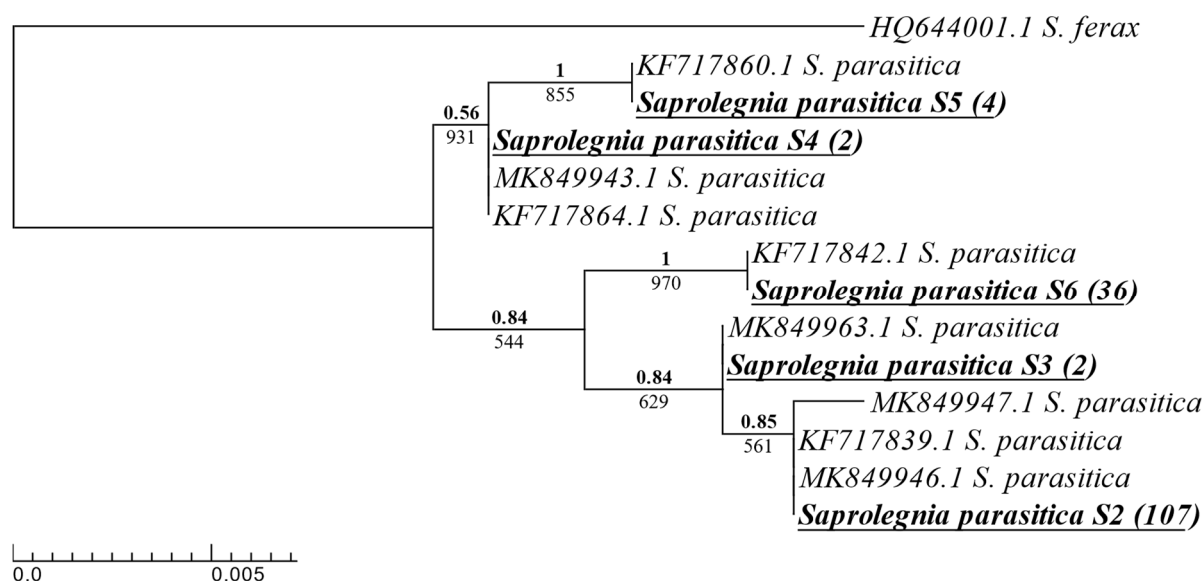 HQ644001.1 S. ferax
KF717860.1 S. parasitica
1
855
Saprolegnia parasitica S5 (4)
0.56
931
Saprolegnia parasitica S4 (2)
MK849943.1 S. parasitica
KF717864.1 S. parasitica
KF717842.1 S. parasitica
1
970
Saprolegnia parasitica S6 (36)
0.84
544
MK849963.1 S. parasitica
Saprolegnia parasitica S3 (2)
0.84
629
MK849947.1 S. parasitica
0.85
561
KF717839.1 S. parasitica
MK849946.1 S. parasitica
Saprolegnia parasitica S2 (107)
0.0 0.005